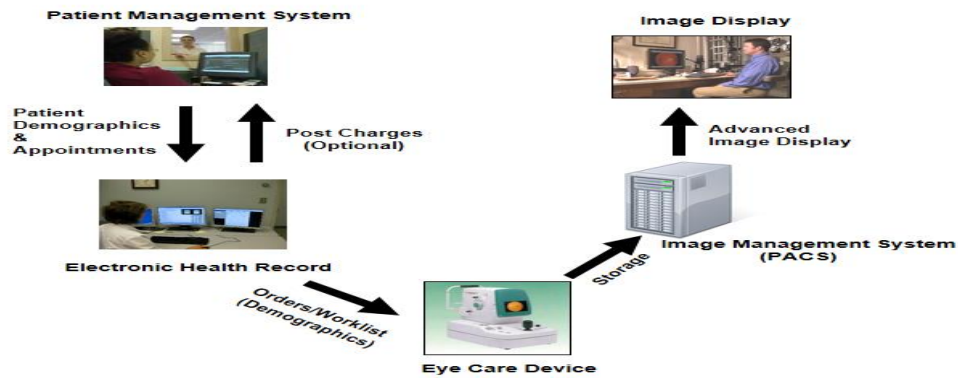 Patient Management System
Image Display
Patient
Demographics
&
Appointments
Post Charges
(Optional)
Advanced
Image Display
Electronic Health Record
Image Management System
(PACS)
Orders/Worklist
(Demographics)
Storage
Eye Care Device